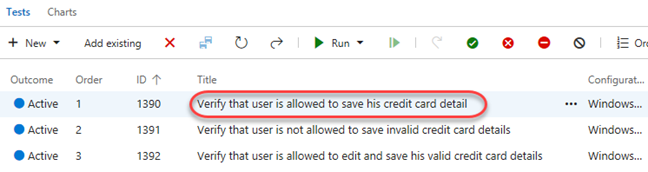 Tests Charts
New Add existing Run Ord
Outcome Order ID Title Configurat...
Active 1 1390 Verify that user is allowed to save his credit card detail ... Windows...
Active 2 1391 Verify that user is not allowed to save invalid credit card details Windows...
Active 3 1392 Verify that user is allowed to edit and save his valid credit card details Windows...